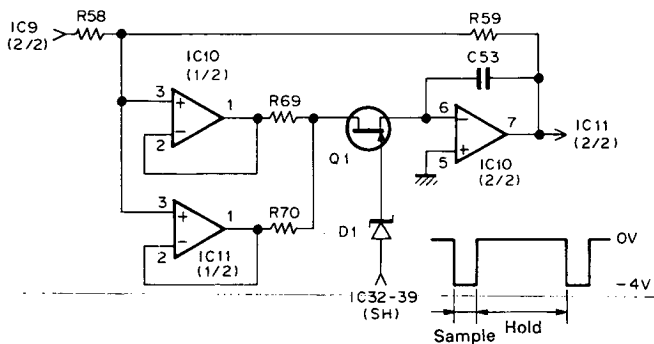 R58
R59
IC9
(2/2)
C53
IC10
(1/2)
3
+
1
R69
6
-
7
2
-
Q1
5
+
IC11
(2/2)
IC10
(2/2)
3
+
1
R70
2
-
IC11
(1/2)
D1
0V
IC32-39
(SH)
-4V
Sample
Hold